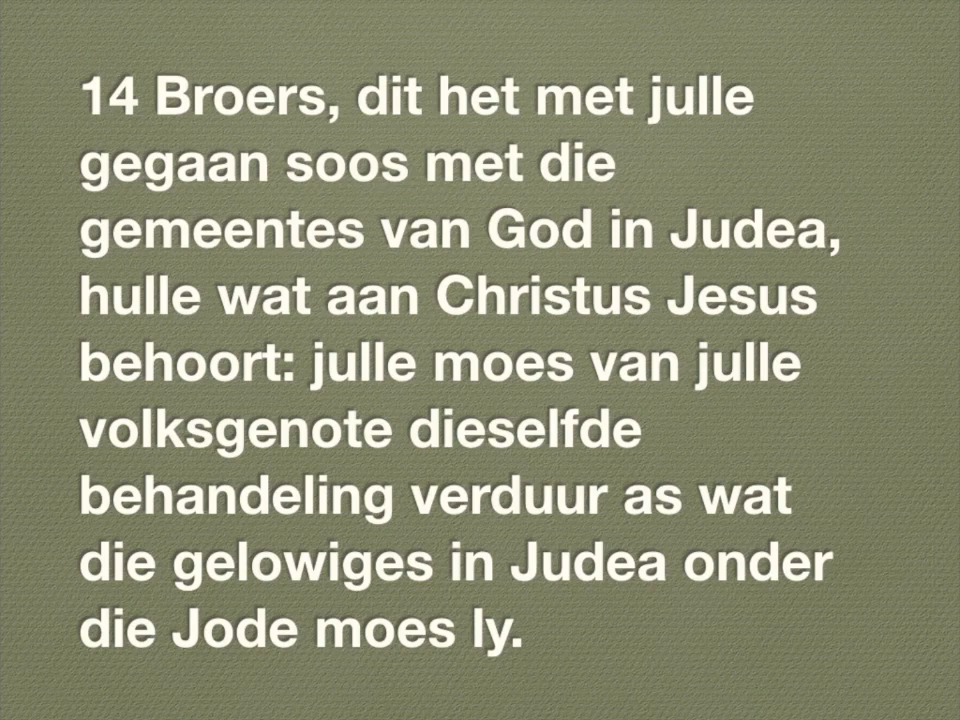 14 Broers, dit het met julle
gegaan soos met die
gemeentes van God in Judea,
hulle wat aan Christus Jesus
behoort: julle moes van julle
volksgenote dieselfde
behandeling verduur as wat
die gelowiges in Judea onder
die Jode moes ly.